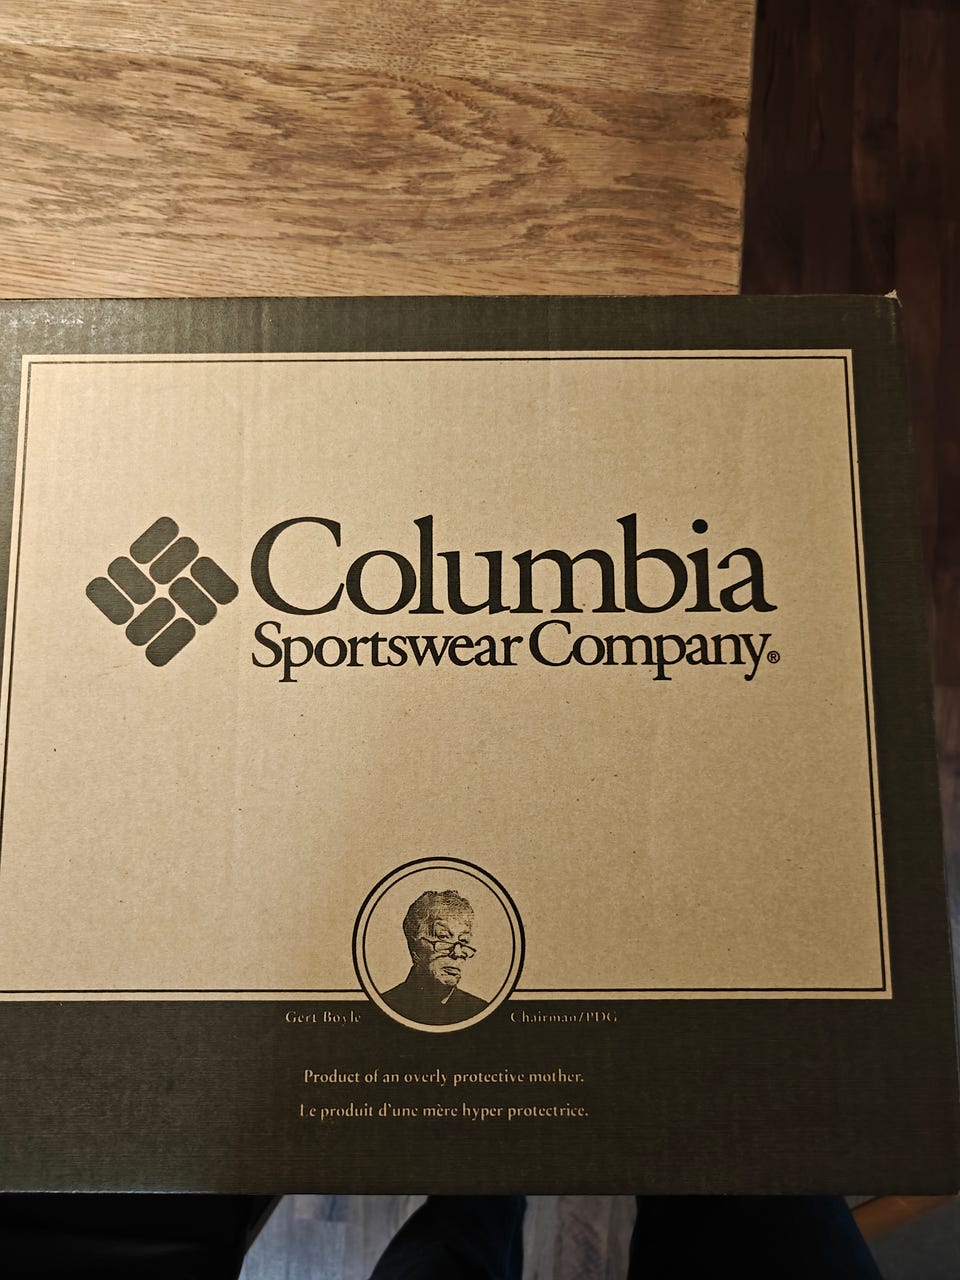 Columbia
Sportswear Company®
Gert Boyle Chairman/PDG
Product of an overly protective mother.
Le produit d'une mère hyper protectrice.